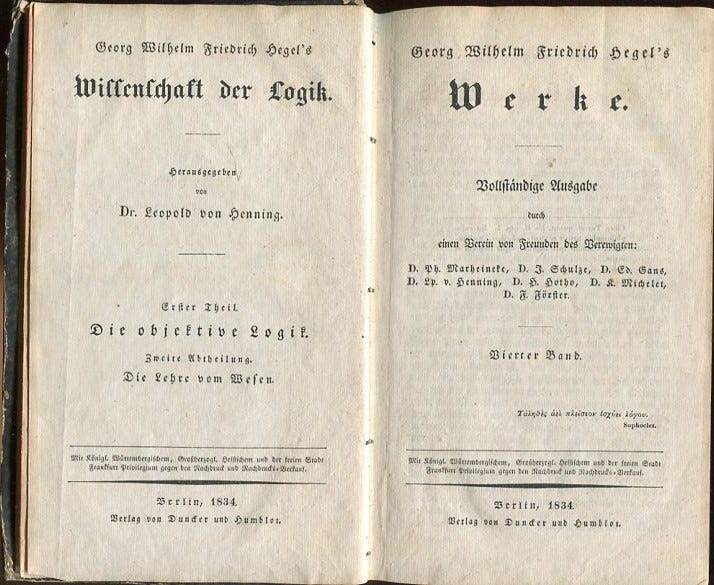 Georg Wilhelm Friedrich Hegel's
Wissenschaft der Logik.
Herausgegeben
von
Dr. Leopold von Henning.
Erster Theil.
Die objektive Logik.
Zweite Abtheilung.
Die Lehre vom Wesen.
Mit Königl. Württembergischem, Großherzogl. Hessischem und der freien Stadt
Frankfurt Privilegium gegen den Nachdruck und Nachdrucks-Verkauf.
Berlin, 1834.
Verlag von Duncker und Humblot.
Georg Wilhelm Friedrich Hegel's
Werke.
Vollständige Ausgabe
durch
einen Verein von Freunden des Verewigten:
D. Ph. Marheineke, D. J. Schulze, D. Ed. Gans,
D. Lp. v. Henning, D. H. Hotho, D. K. Michelet,
D. F. Förster.
Vierter Band.
Τἀληθὲς ἀεὶ πλεῖστον ἰσχύει λόγου.
Sophocles.
Mit Königl. Württembergischem, Großherzogl. Hessischem und der freien Stadt
Frankfurt Privilegium gegen den Nachdruck und Nachdrucks-Verkauf.
Berlin, 1834.
Verlag von Duncker und Humblot.